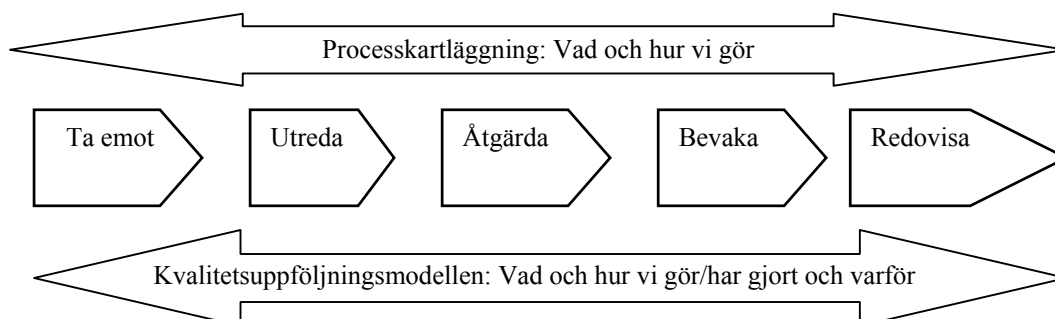 Processkartläggning: Vad och hur vi gör
Ta emot
Utreda
Åtgärda
Bevaka
Redovisa
Kvalitetsuppföljningsmodellen: Vad och hur vi gör/har gjort och varför